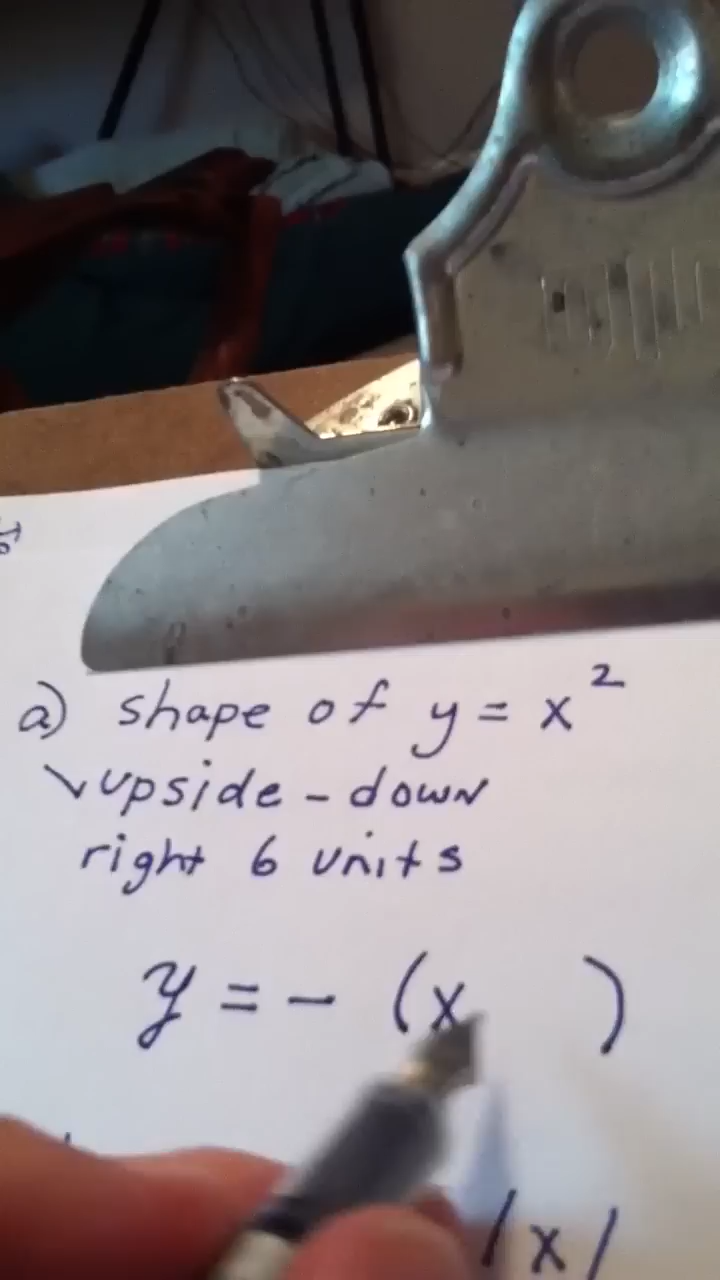 a) shape of y = x²
upside-down
right 6 units
y = - (x )
|x|